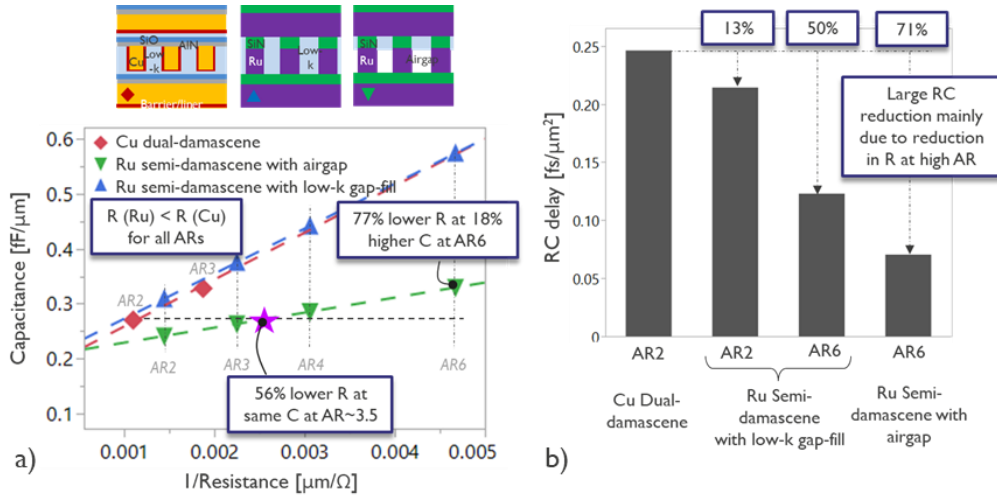 SiO
AlN
Low
-k
Cu
Barrier/liner
SiN
Ru
Low
k
SiN
Ru
Airgap
Cu dual-damascene
Ru semi-damascene with airgap
Ru semi-damascene with low-k gap-fill
R (Ru) < R (Cu)
for all ARs
77% lower R at 18%
higher C at AR6
56% lower R at
same C at AR~3.5
AR2
AR3
AR2
AR3
AR4
AR6
Capacitance [fF/μm]
0.6
0.5
0.4
0.3
0.2
0.1
0.001
0.002
0.003
0.004
0.005
1/Resistance [μm/Ω]
a)
13%
50%
71%
Large RC
reduction mainly
due to reduction
in R at high AR
RC delay [fs/μm²]
0,25
0.20
0.15
0.10
0.05
0
AR2
AR2
AR6
AR6
Cu Dual-
damascene
Ru Semi-
damascene
with low-k gap-fill
Ru Semi-
damascene with
airgap
b)